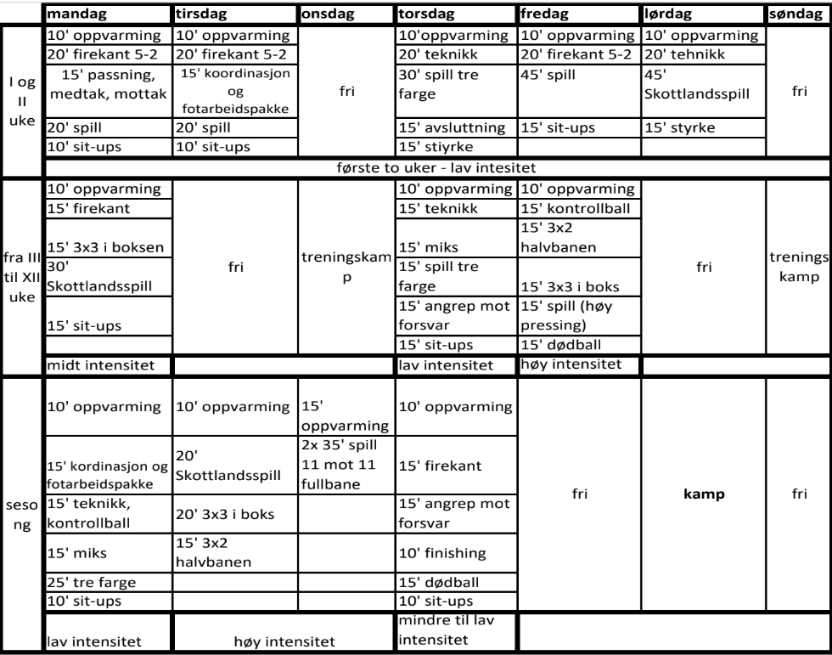 mandag tirsdag onsdag torsdag fredag lørdag søndag
I og
II
uke
10' oppvarming 10' oppvarming fri 10'oppvarming 10' oppvarming 10' oppvarming fri
20' firekant 5-2 20' firekant 5-2 20' teknikk 20' firekant 5-2 20' tehnikk
15' passning,
medtak, mottak
15' koordinasjon
og
fotarbeidspakke
30' spill tre
farge
45' spill
45'
Skottlandsspill
20' spill 20' spill 15' avsluttning 15' sit-ups 15' styrke
10' sit-ups 10' sit-ups 15' stiyrke
første to uker - lav intesitet
fra III
til XII
uke
10' oppvarming fri
treningskam
p
10' oppvarming 10' oppvarming fri
trenings
kamp
15' firekant 15' teknikk 15' kontrollball
15' 3x3 i boksen 15' miks
15' 3x2
halvbanen
30'
Skottlandsspill
15' spill tre
farge
15' 3x3 i boks
15' sit-ups
15' angrep mot
forsvar
15' spill (høy
pressing)
15' sit-ups 15' dødball
midt intensitet lav intensitet høy intensitet
seso
ng
10' oppvarming 10' oppvarming
15'
oppvarming
10' oppvarming fri kamp fri
15' kordinasjon og
fotarbeidspakke
20'
Skottlandsspill
2x 35' spill
11 mot 11
fullbane
15' firekant
15' teknikk,
kontrollball
20' 3x3 i boks
15' angrep mot
forsvar
15' miks
15' 3x2
halvbanen
10' finishing
25' tre farge 15' dødball
10' sit-ups 10' sit-ups
lav intensitet høy intensitet
mindre til lav
intensitet